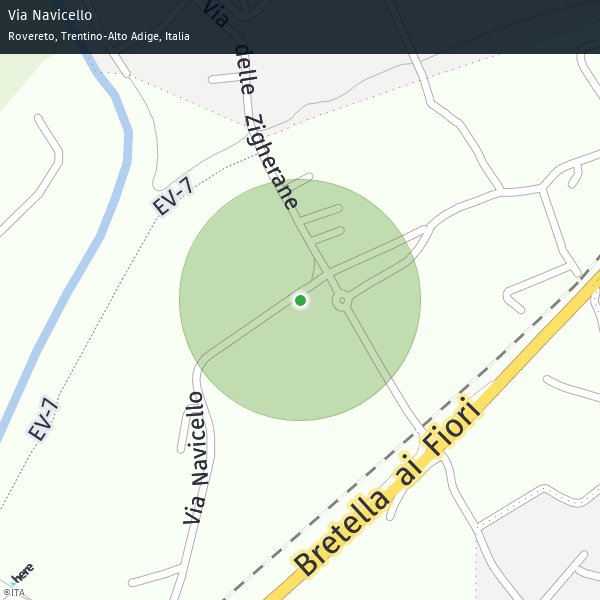 Via Navicello
Rovereto, Trentino-Alto Adige, Italia
Via delle Zigherane
EV-7
EV-7
Via Navicello
Bretella ai Fiori
here
©ITA